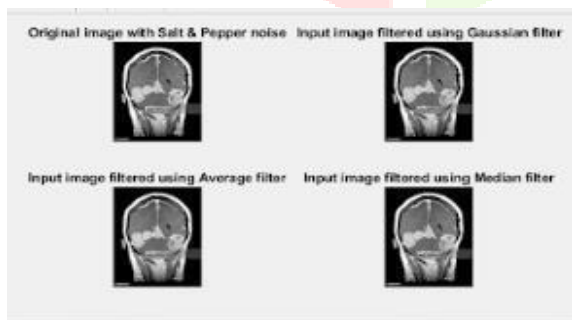 Original image with Salt & Pepper noise
Input image filtered using Gaussian filter
Input image filtered using Average filter
Input image filtered using Median filter